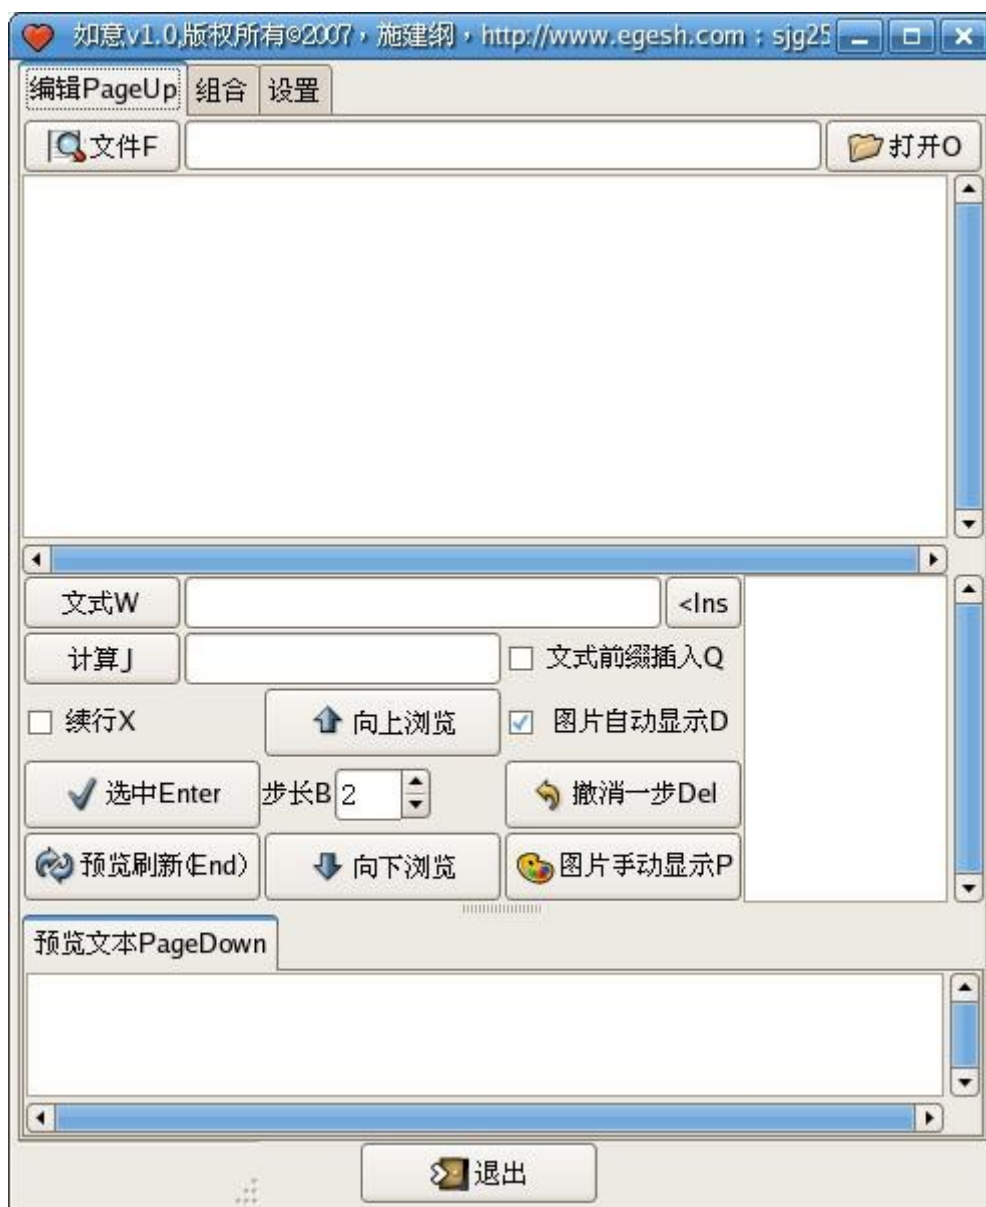 如意v1.0,版权所有©2007，施建纲，http://www.egesh.com；sjg25
编辑PageUp 组合 设置
文件F 打开O
文式W <Ins
计算J 文式前缀插入Q
续行X 向上浏览 图片自动显示D
选中Enter 步长B 2 撤消一步Del
预览刷新(End) 向下浏览 图片手动显示P
预览文本PageDown
退出